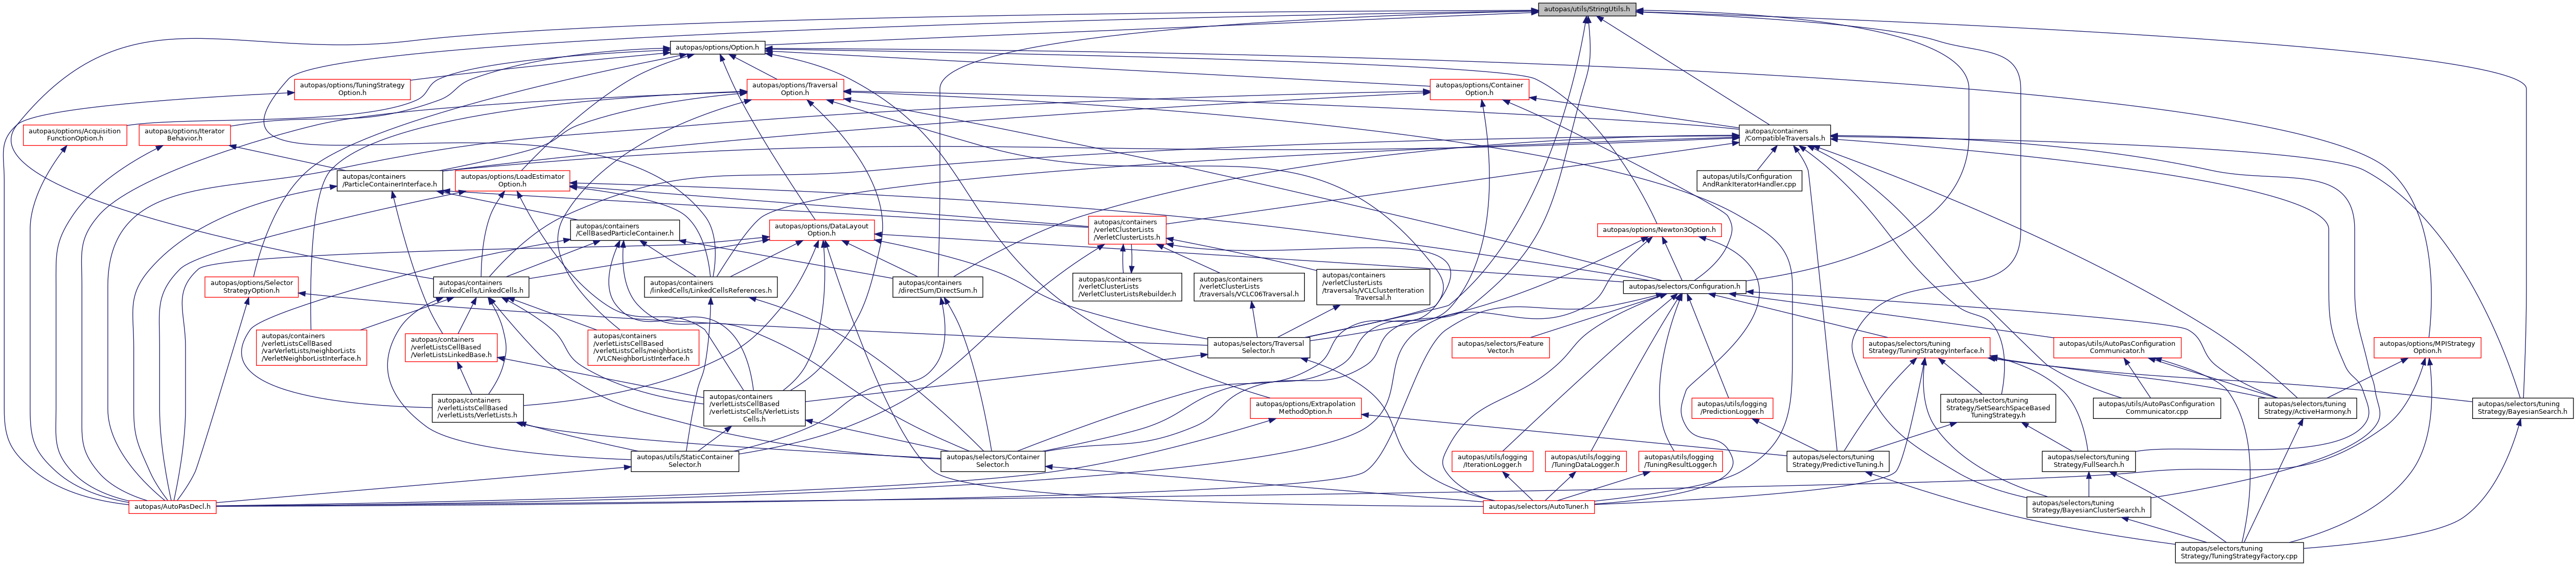 autopas/utils/StringUtils.h
autopas/options/Option.h
autopas/options/TuningStrategy
Option.h
autopas/options/Traversal
Option.h
autopas/options/Container
Option.h
autopas/options/Acquisition
FunctionOption.h
autopas/options/Iterator
Behavior.h
autopas/containers
/CompatibleTraversals.h
autopas/containers
/ParticleContainerInterface.h
autopas/options/LoadEstimator
Option.h
autopas/utils/Configuration
AndRankIteratorHandler.cpp
autopas/containers
/CellBasedParticleContainer.h
autopas/options/DataLayout
Option.h
autopas/containers
/verletClusterLists
/VerletClusterLists.h
autopas/options/Newton3Option.h
autopas/options/Selector
StrategyOption.h
autopas/containers
/linkedCells/LinkedCells.h
autopas/containers
/linkedCells/LinkedCellsReferences.h
autopas/containers
/directSum/DirectSum.h
autopas/containers
/verletClusterLists
/VerletClusterListsRebuilder.h
autopas/containers
/verletClusterLists
/traversals/VCLC06Traversal.h
autopas/containers
/verletClusterLists
/traversals/VCLClusterIteration
Traversal.h
autopas/selectors/Configuration.h
autopas/containers
/verletListsCellBased
/varVerletLists/neighborLists
/VerletNeighborListInterface.h
autopas/containers
/verletListsCellBased
/VerletListsLinkedBase.h
autopas/containers
/verletListsCellBased
/verletListsCells/neighborLists
/VLCNeighborListInterface.h
autopas/selectors/Traversal
Selector.h
autopas/selectors/Feature
Vector.h
autopas/selectors/tuning
Strategy/TuningStrategyInterface.h
autopas/utils/AutoPasConfiguration
Communicator.h
autopas/options/MPIStrategy
Option.h
autopas/containers
/verletListsCellBased
/verletLists/VerletLists.h
autopas/containers
/verletListsCellBased
/verletListsCells/VerletLists
Cells.h
autopas/options/Extrapolation
MethodOption.h
autopas/utils/logging
/PredictionLogger.h
autopas/selectors/tuning
Strategy/SetSearchSpaceBased
TuningStrategy.h
autopas/utils/AutoPasConfiguration
Communicator.cpp
autopas/selectors/tuning
Strategy/ActiveHarmony.h
autopas/selectors/tuning
Strategy/BayesianSearch.h
autopas/utils/StaticContainer
Selector.h
autopas/selectors/Container
Selector.h
autopas/utils/logging
/IterationLogger.h
autopas/utils/logging
/TuningDataLogger.h
autopas/utils/logging
/TuningResultLogger.h
autopas/selectors/tuning
Strategy/PredictiveTuning.h
autopas/selectors/tuning
Strategy/FullSearch.h
autopas/AutoPasDecl.h
autopas/selectors/AutoTuner.h
autopas/selectors/tuning
Strategy/BayesianClusterSearch.h
autopas/selectors/tuning
Strategy/TuningStrategyFactory.cpp